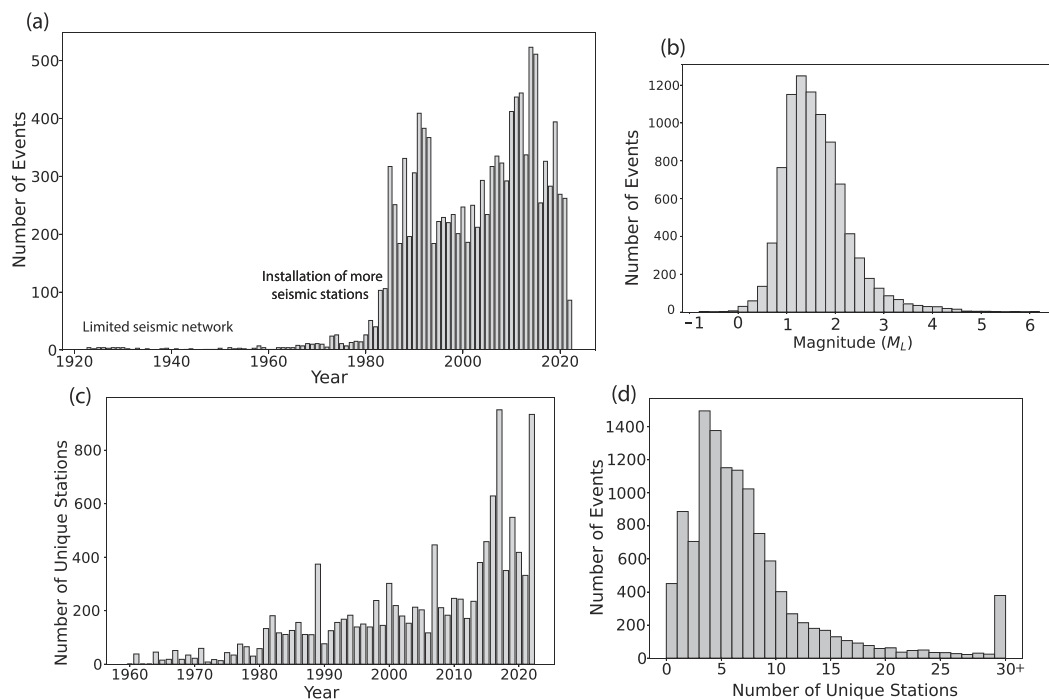 (a)
Number of Events
500
400
300
200
100
0
Installation of more
seismic stations
Limited seismic network
1920 1940 1960 1980 2000 2020
Year
(b)
Number of Events
1200
1000
800
600
400
200
0
−1 0 1 2 3 4 5 6
Magnitude (M_L)
(c)
Number of Unique Stations
800
600
400
200
0
1960 1970 1980 1990 2000 2010 2020
Year
(d)
Number of Events
1400
1200
1000
800
600
400
200
0
0 5 10 15 20 25 30+
Number of Unique Stations